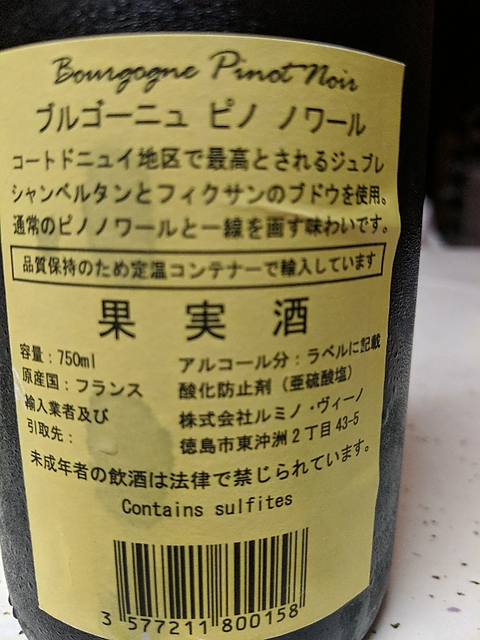 Bourgogne Pinot Noir
ブルゴーニュ ピノ ノワール
コートドニュイ地区で最高とされるジュブレ
シャンベルタンとフィクサンのブドウを使用。
通常のピノノワールと一線を画す味わいです。
品質保持のため定温コンテナーで輸入しています
果 実 酒
容量：750ml
アルコール分：ラベルに記載
原産国：フランス
酸化防止剤（亜硫酸塩）
輸入業者及び
引取先：
株式会社ルミノ・ヴィーノ
徳島市東沖洲2丁目43-5
未成年者の飲酒は法律で禁じられています。
Contains sulfites
3 577211 800158